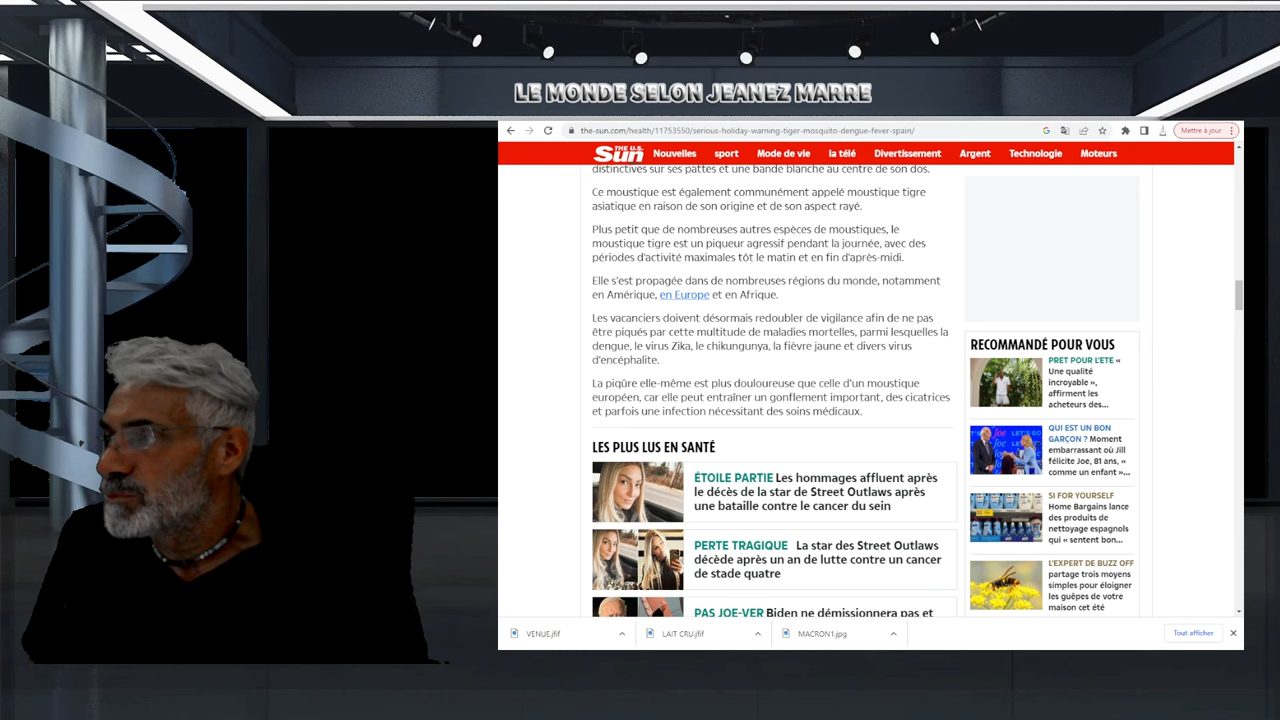 LE MONDE SELON JEANEZ MARRE
the-sun.com/health/11753550/serious-holiday-warning-tiger-mosquito-dengue-fever-spain/
Mettre à jour
THE U.S. Sun
Nouvelles sport Mode de vie la télé Divertissement Argent Technologie Moteurs
distinctives sur ses pattes et une bande blanche au centre de son dos.
Ce moustique est également communément appelé moustique tigre
asiatique en raison de son origine et de son aspect rayé.
Plus petit que de nombreuses autres espèces de moustiques, le
moustique tigre est un piqueur agressif pendant la journée, avec des
périodes d'activité maximales tôt le matin et en fin d'après-midi.
Elle s'est propagée dans de nombreuses régions du monde, notamment
en Amérique, en Europe et en Afrique.
Les vacanciers doivent désormais redoubler de vigilance afin de ne pas
être piqués par cette multitude de maladies mortelles, parmi lesquelles la
dengue, le virus Zika, le chikungunya, la fièvre jaune et divers virus
d'encéphalite.
La piqûre elle-même est plus douloureuse que celle d'un moustique
européen, car elle peut entraîner un gonflement important, des cicatrices
et parfois une infection nécessitant des soins médicaux.
LES PLUS LUS EN SANTÉ
ÉTOILE PARTIE Les hommages affluent après
le décès de la star de Street Outlaws après
une bataille contre le cancer du sein
PERTE TRAGIQUE La star des Street Outlaws
décède après un an de lutte contre un cancer
de stade quatre
PAS JOE-VER Biden ne démissionnera pas et
RECOMMANDÉ POUR VOUS
PRET POUR L'ETE «
Une qualité
incroyable »,
affirment les
acheteurs des...
QUI EST UN BON
GARÇON ? Moment
embarrassant où Jill
félicite Joe, 81 ans, «
comme un enfant »...
SI FOR YOURSELF
Home Bargains lance
des produits de
nettoyage espagnols
qui « sentent bon...
L'EXPERT DE BUZZ OFF
partage trois moyens
simples pour éloigner
les guêpes de votre
maison cet été
VENUE.jfif
LAIT CRU.jfif
MACRON1.jpg
Tout afficher